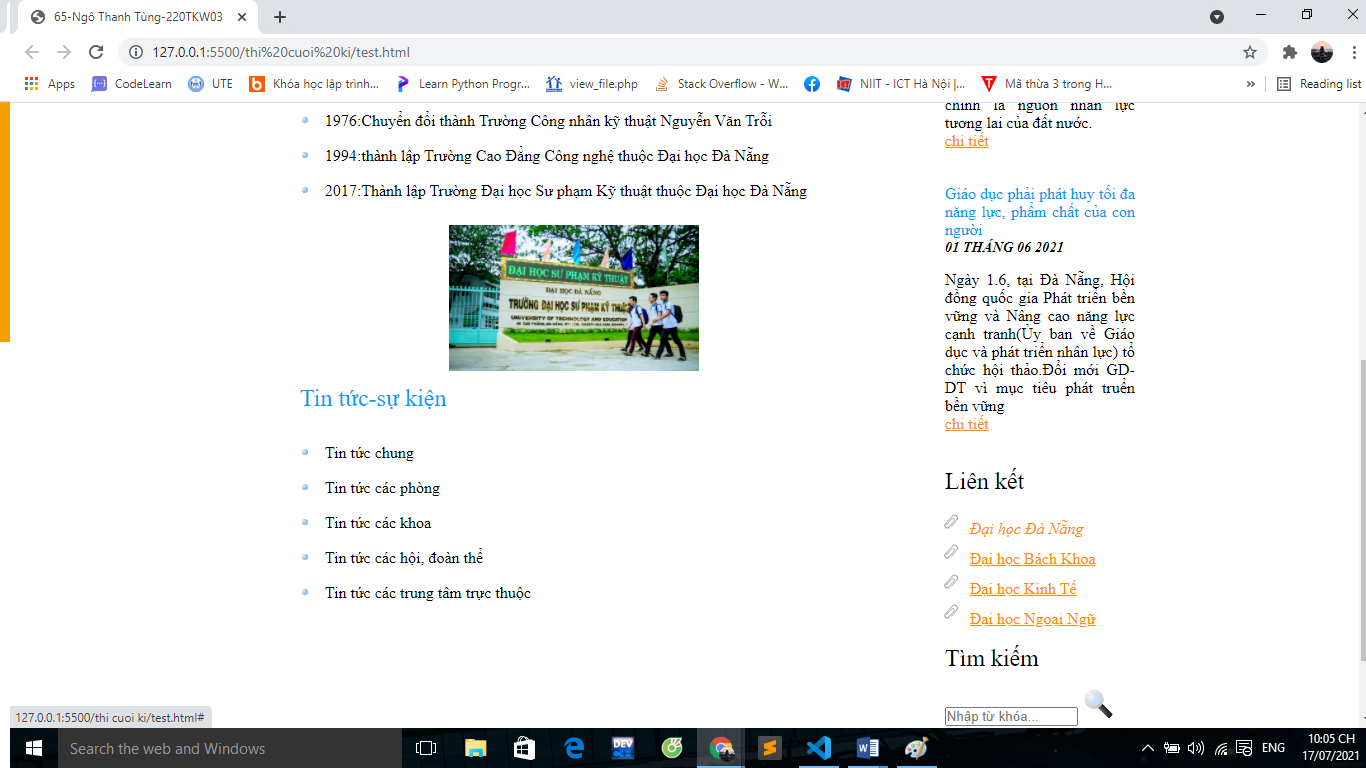 65-Ngô Thanh Tùng-220TKW03
127.0.0.1:5500/thi%20cuoi%20ki/test.html
Apps CodeLearn UTE Khóa học lập trình... Learn Python Progr... view_file.php Stack Overflow - W... NIIT - ICT Hà Nội |... Mã thừa 3 trong H... » Reading list
1976:Chuyển đổi thành Trường Công nhân kỹ thuật Nguyễn Văn Trỗi
1994:thành lập Trường Cao Đẳng Công nghệ thuộc Đại học Đà Nẵng
2017:Thành lập Trường Đại học Sư phạm Kỹ thuật thuộc Đại học Đà Nẵng
ĐẠI HỌC SƯ PHẠM KỸ THUẬT
ĐẠI HỌC ĐÀ NẴNG
TRƯỜNG ĐẠI HỌC SƯ PHẠM KỸ THUẬT
UNIVERSITY OF TECHNOLOGY AND EDUCATION
Tin tức-sự kiện
Tin tức chung
Tin tức các phòng
Tin tức các khoa
Tin tức các hội, đoàn thể
Tin tức các trung tâm trực thuộc
chính là nguồn nhân lực
tương lai của đất nước.
chi tiết
Giáo dục phải phát huy tối đa
năng lực, phẩm chất của con
người
01 THÁNG 06 2021
Ngày 1.6, tại Đà Nẵng, Hội
đồng quốc gia Phát triển bền
vững và Nâng cao năng lực
cạnh tranh(Ủy ban về Giáo
dục và phát triển nhân lực) tổ
chức hội thảo.Đổi mới GD-
DT vì mục tiêu phát truển
bền vững
chi tiết
Liên kết
Đại học Đà Nẵng
Đại học Bách Khoa
Đại học Kinh Tế
Đại học Ngoại Ngữ
Tìm kiếm
Nhập từ khóa...
127.0.0.1:5500/thi cuoi ki/test.html#
Search the web and Windows
DEV
ENG
10:05 CH
17/07/2021